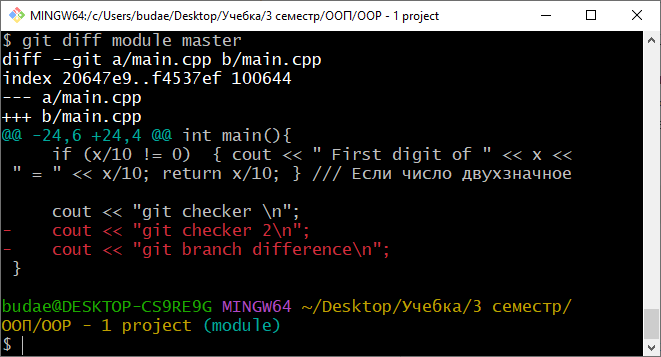 MINGW64:/c/Users/budae/Desktop/Учебка/3 семестр/ООП/OOP - 1 project
$ git diff module master
diff --git a/main.cpp b/main.cpp
index 20647e9..f4537ef 100644
--- a/main.cpp
+++ b/main.cpp
@@ -24,6 +24,4 @@ int main(){
     if (x/10 != 0)  { cout << " First digit of " << x <<
 " = " << x/10; return x/10; } /// Если число двухзначное

     cout << "git checker \n";
-    cout << "git checker 2\n";
-    cout << "git branch difference\n";
 }

budae@DESKTOP-CS9RE9G MINGW64 ~/Desktop/Учебка/3 семестр/
ООП/OOP - 1 project (module)
$